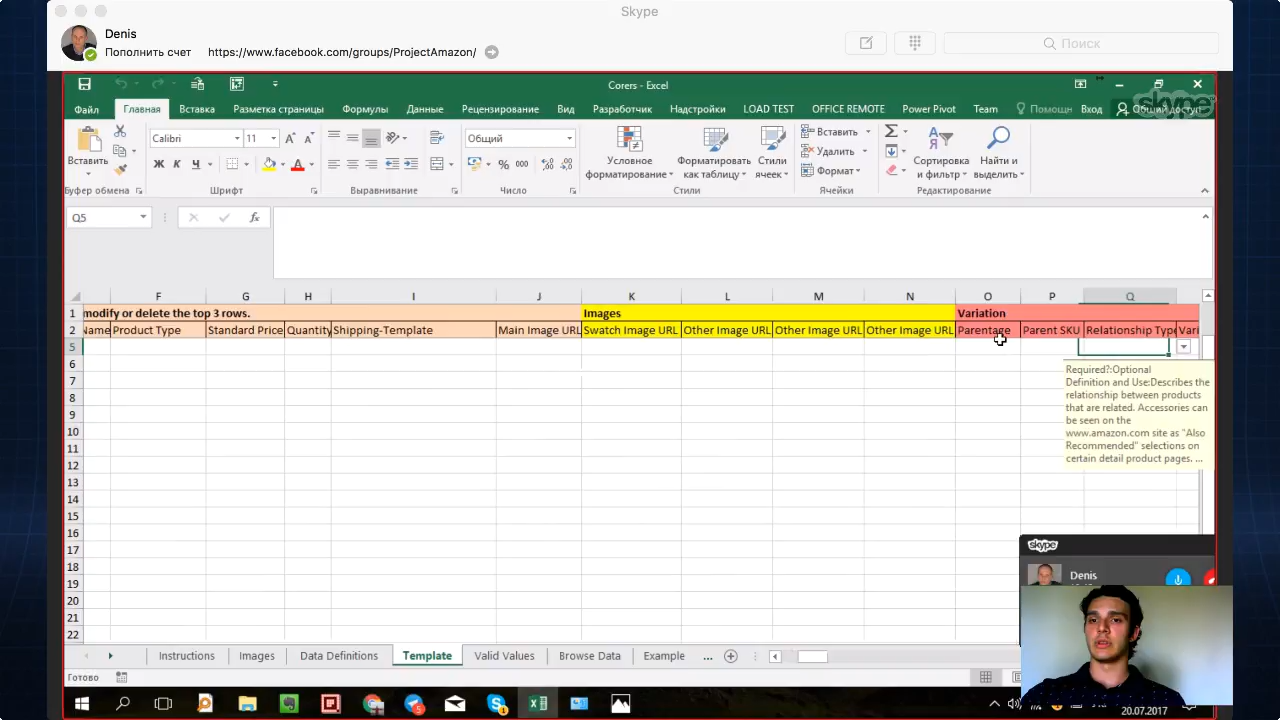 Skype
Denis
Пополнить счет https://www.facebook.com/groups/ProjectAmazon/
Поиск
Corers - Excel
skype
Файл Главная Вставка Разметка страницы Формулы Данные Рецензирование Вид Разработчик Надстройки LOAD TEST OFFICE REMOTE Power Pivot Team Помощн Вход Общий доступ
Вставить
Буфер обмена
Calibri 11
Ж К Ч А
Шрифт
Выравнивание
Общий
% 000
Число
Условное форматирование
Форматировать как таблицу
Стили ячеек
Стили
Вставить
Удалить
Формат
Ячейки
Сортировка и фильтр
Найти и выделить
Редактирование
Q5 fx
F G H I J K L M N O P Q
1 modify or delete the top 3 rows. Images Variation
2 Name Product Type Standard Price Quantity Shipping-Template Main Image URL Swatch Image URL Other Image URL Other Image URL Other Image URL Parentage Parent SKU Relationship Typ Vari
5
Required?:Optional
Definition and Use:Describes the
relationship between products
that are related. Accessories can
be seen on the
www.amazon.com site as "Also
Recommended" selections on
certain detail product pages. ...
6
7
8
9
10
11
12
13
14
15
16
17
18
19
20
21
22
skype
Denis
Instructions Images Data Definitions Template Valid Values Browse Data Example ...
Готово
20.07.2017